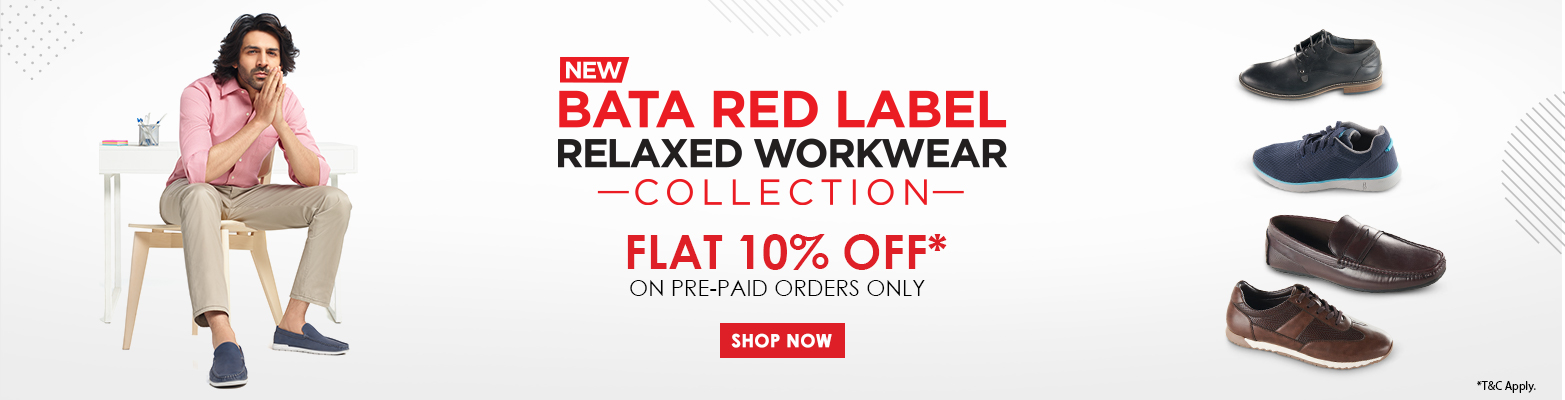 NEW
BATA RED LABEL
RELAXED WORKWEAR
COLLECTION
FLAT 10% OFF*
ON PRE-PAID ORDERS ONLY
SHOP NOW
*T&C Apply.